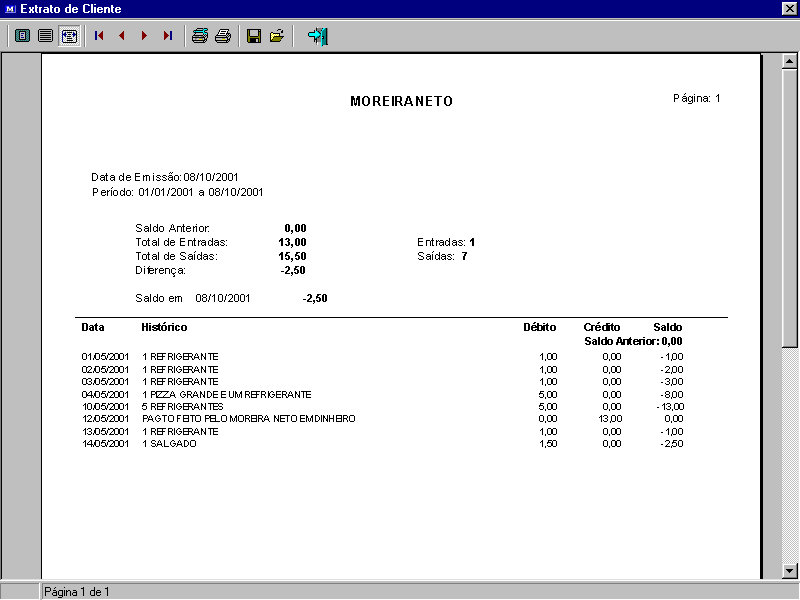 Extrato de Cliente
MOREIRA NETO
Página: 1
Data de Emissão: 08/10/2001
Período: 01/01/2001 a 08/10/2001
Saldo Anterior: 0,00
Total de Entradas: 13,00 Entradas: 1
Total de Saídas: 15,50 Saídas: 7
Diferença: -2,50
Saldo em 08/10/2001 -2,50
Data Histórico Débito Crédito Saldo
Saldo Anterior: 0,00
01/05/2001 1 REFRIGERANTE 1,00 0,00 -1,00
02/05/2001 1 REFRIGERANTE 1,00 0,00 -2,00
03/05/2001 1 REFRIGERANTE 1,00 0,00 -3,00
04/05/2001 1 PIZZA GRANDE E UM REFRIGERANTE 5,00 0,00 -8,00
10/05/2001 5 REFRIGERANTES 5,00 0,00 -13,00
12/05/2001 PAGTO FEITO PELO MOREIRA NETO EM DINHEIRO 0,00 13,00 0,00
13/05/2001 1 REFRIGERANTE 1,00 0,00 -1,00
14/05/2001 1 SALGADO 1,50 0,00 -2,50
Página 1 de 1